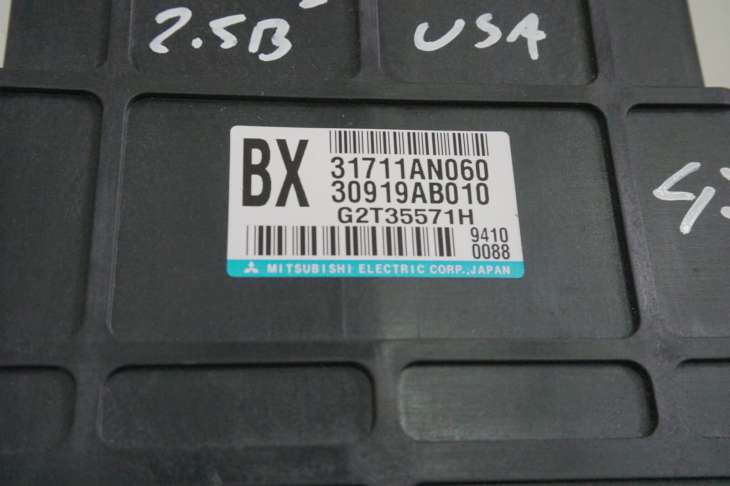 2.5B USA
BX 31711AN060
30919AB010
G2T35571H
9410
0088
MITSUBISHI ELECTRIC CORP.,JAPAN